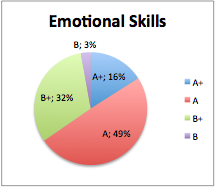 Emotional Skills
B; 3%
A+; 16%
B+; 32%
A; 49%
A+
A
B+
B